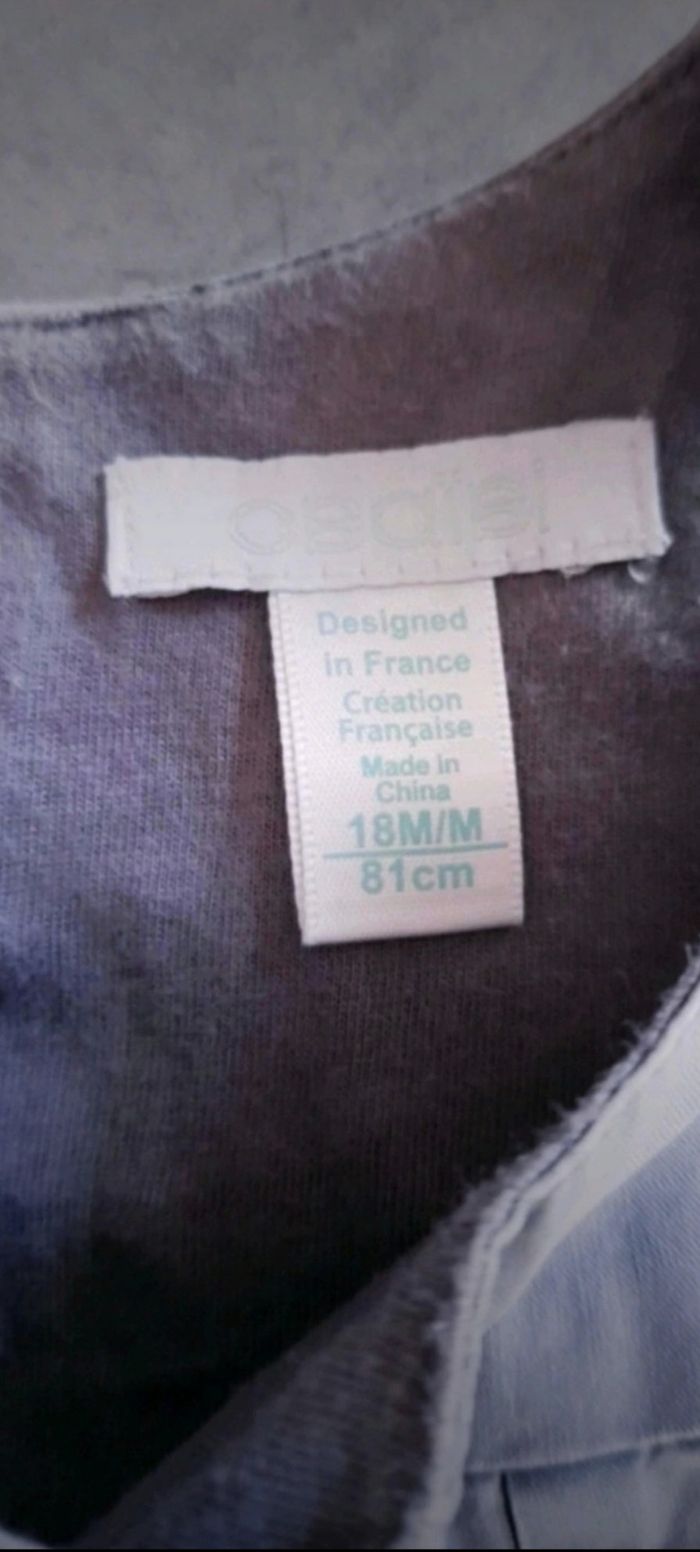 Designed
in France
Création
Française
Made in
China
18M/M
81cm